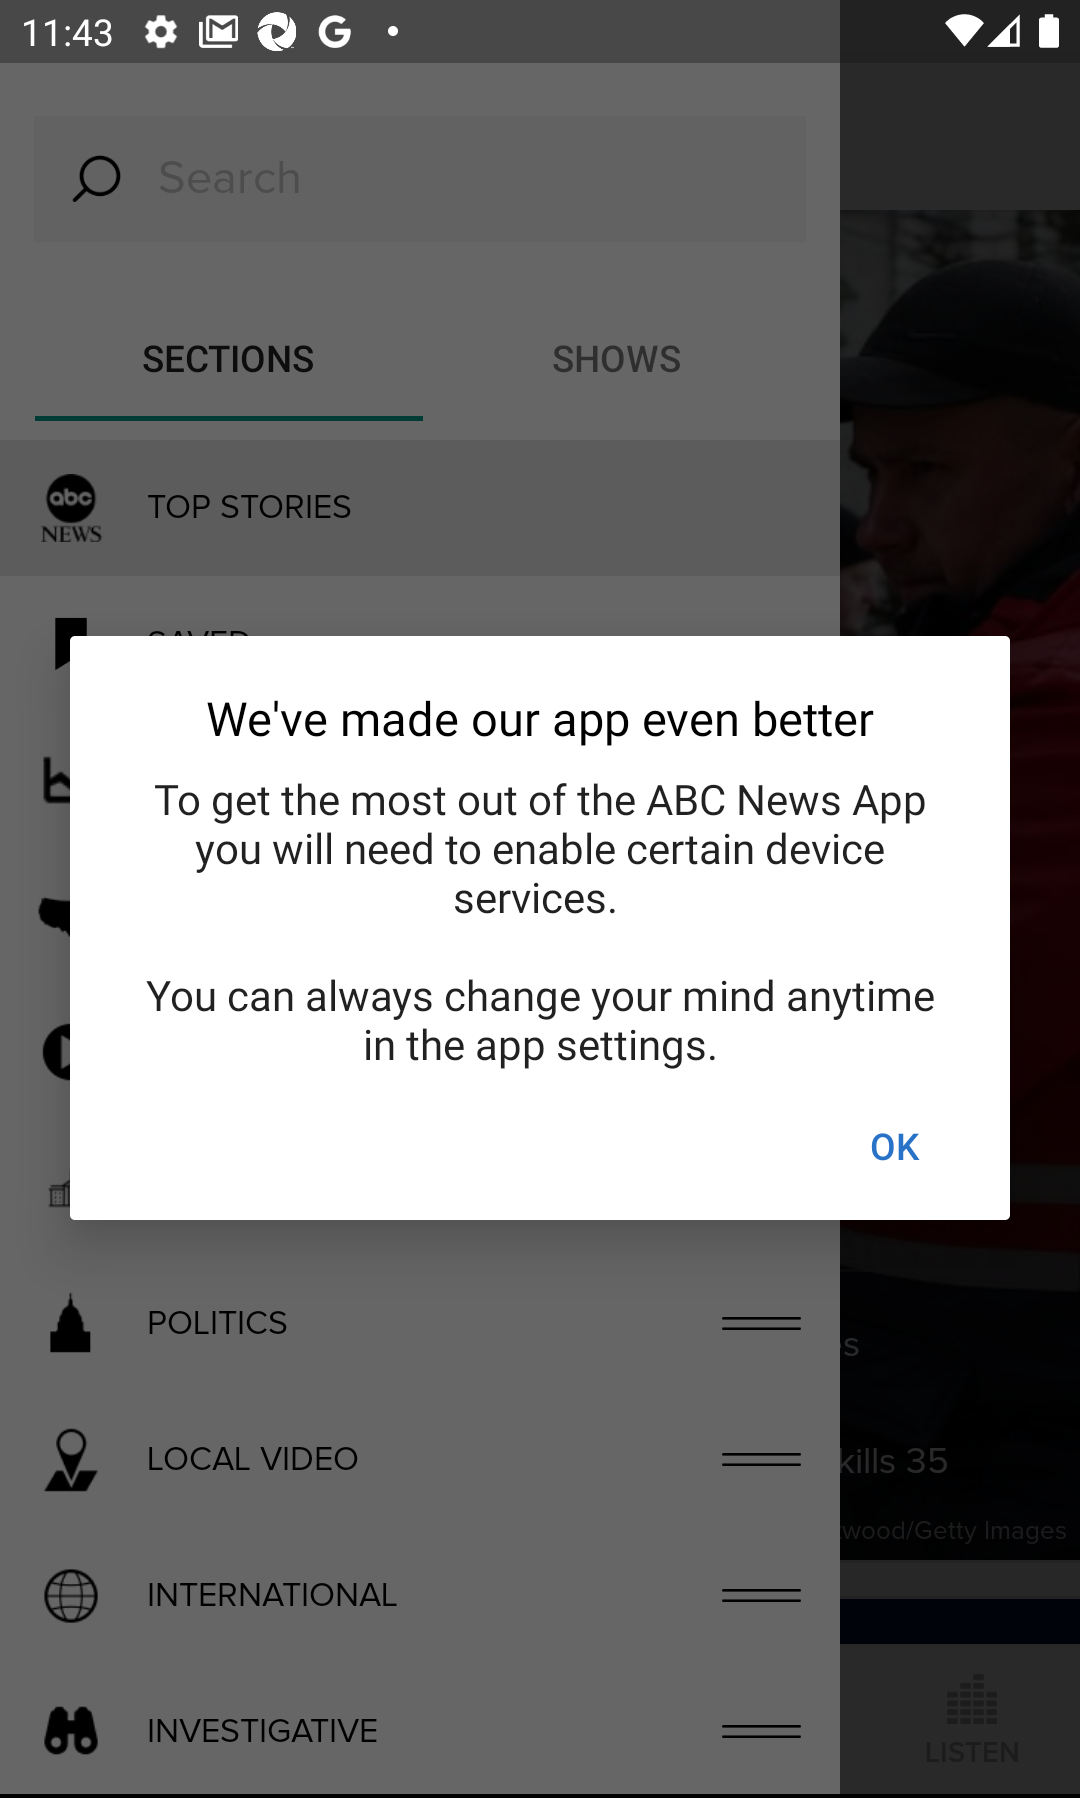 11:43
Search
SECTIONS
SHOWS
abc
NEWS
TOP STORIES
SAVED
We've made our app even better
To get the most out of the ABC News App
you will need to enable certain device
services.
You can always change your mind anytime
in the app settings.
OK
POLITICS
LOCAL VIDEO
kills 35
wood/Getty Images
INTERNATIONAL
INVESTIGATIVE
LISTEN